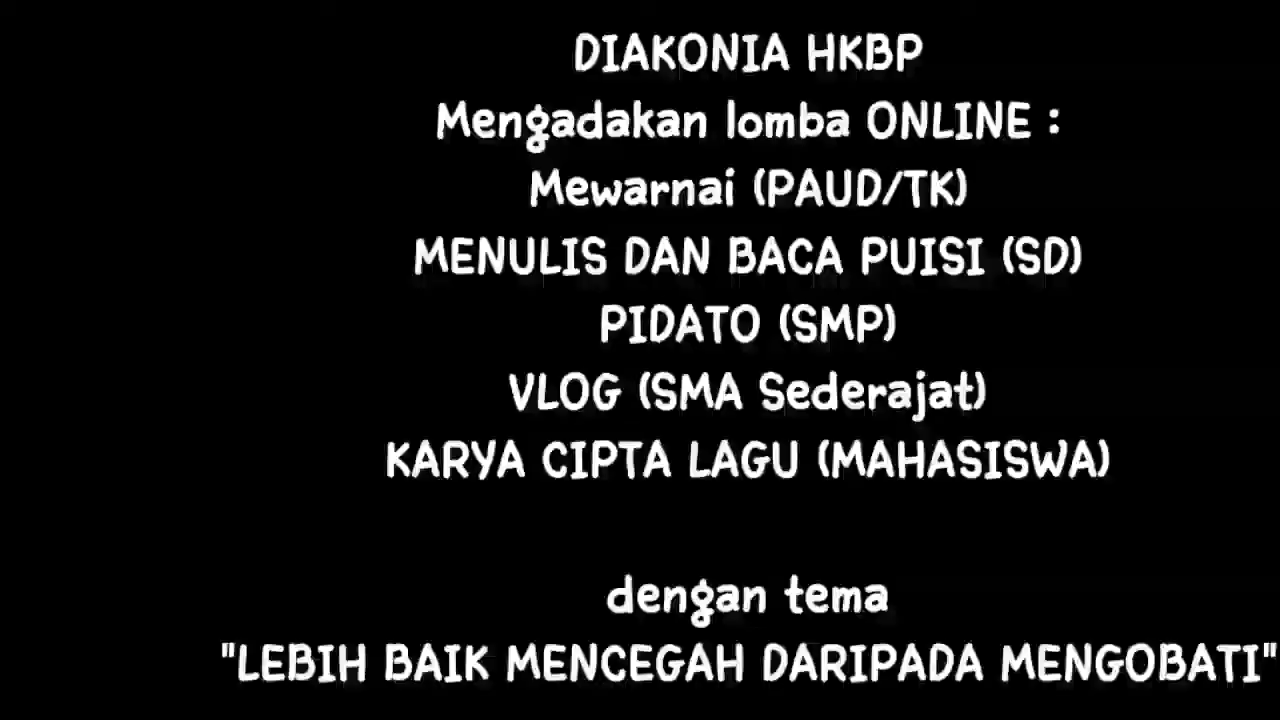 DIAKONIA HKBP
Mengadakan lomba ONLINE :
Mewarnai (PAUD/TK)
MENULIS DAN BACA PUISI (SD)
PIDATO (SMP)
VLOG (SMA Sederajat)
KARYA CIPTA LAGU (MAHASISWA)
dengan tema
"LEBIH BAIK MENCEGAH DARIPADA MENGOBATI"